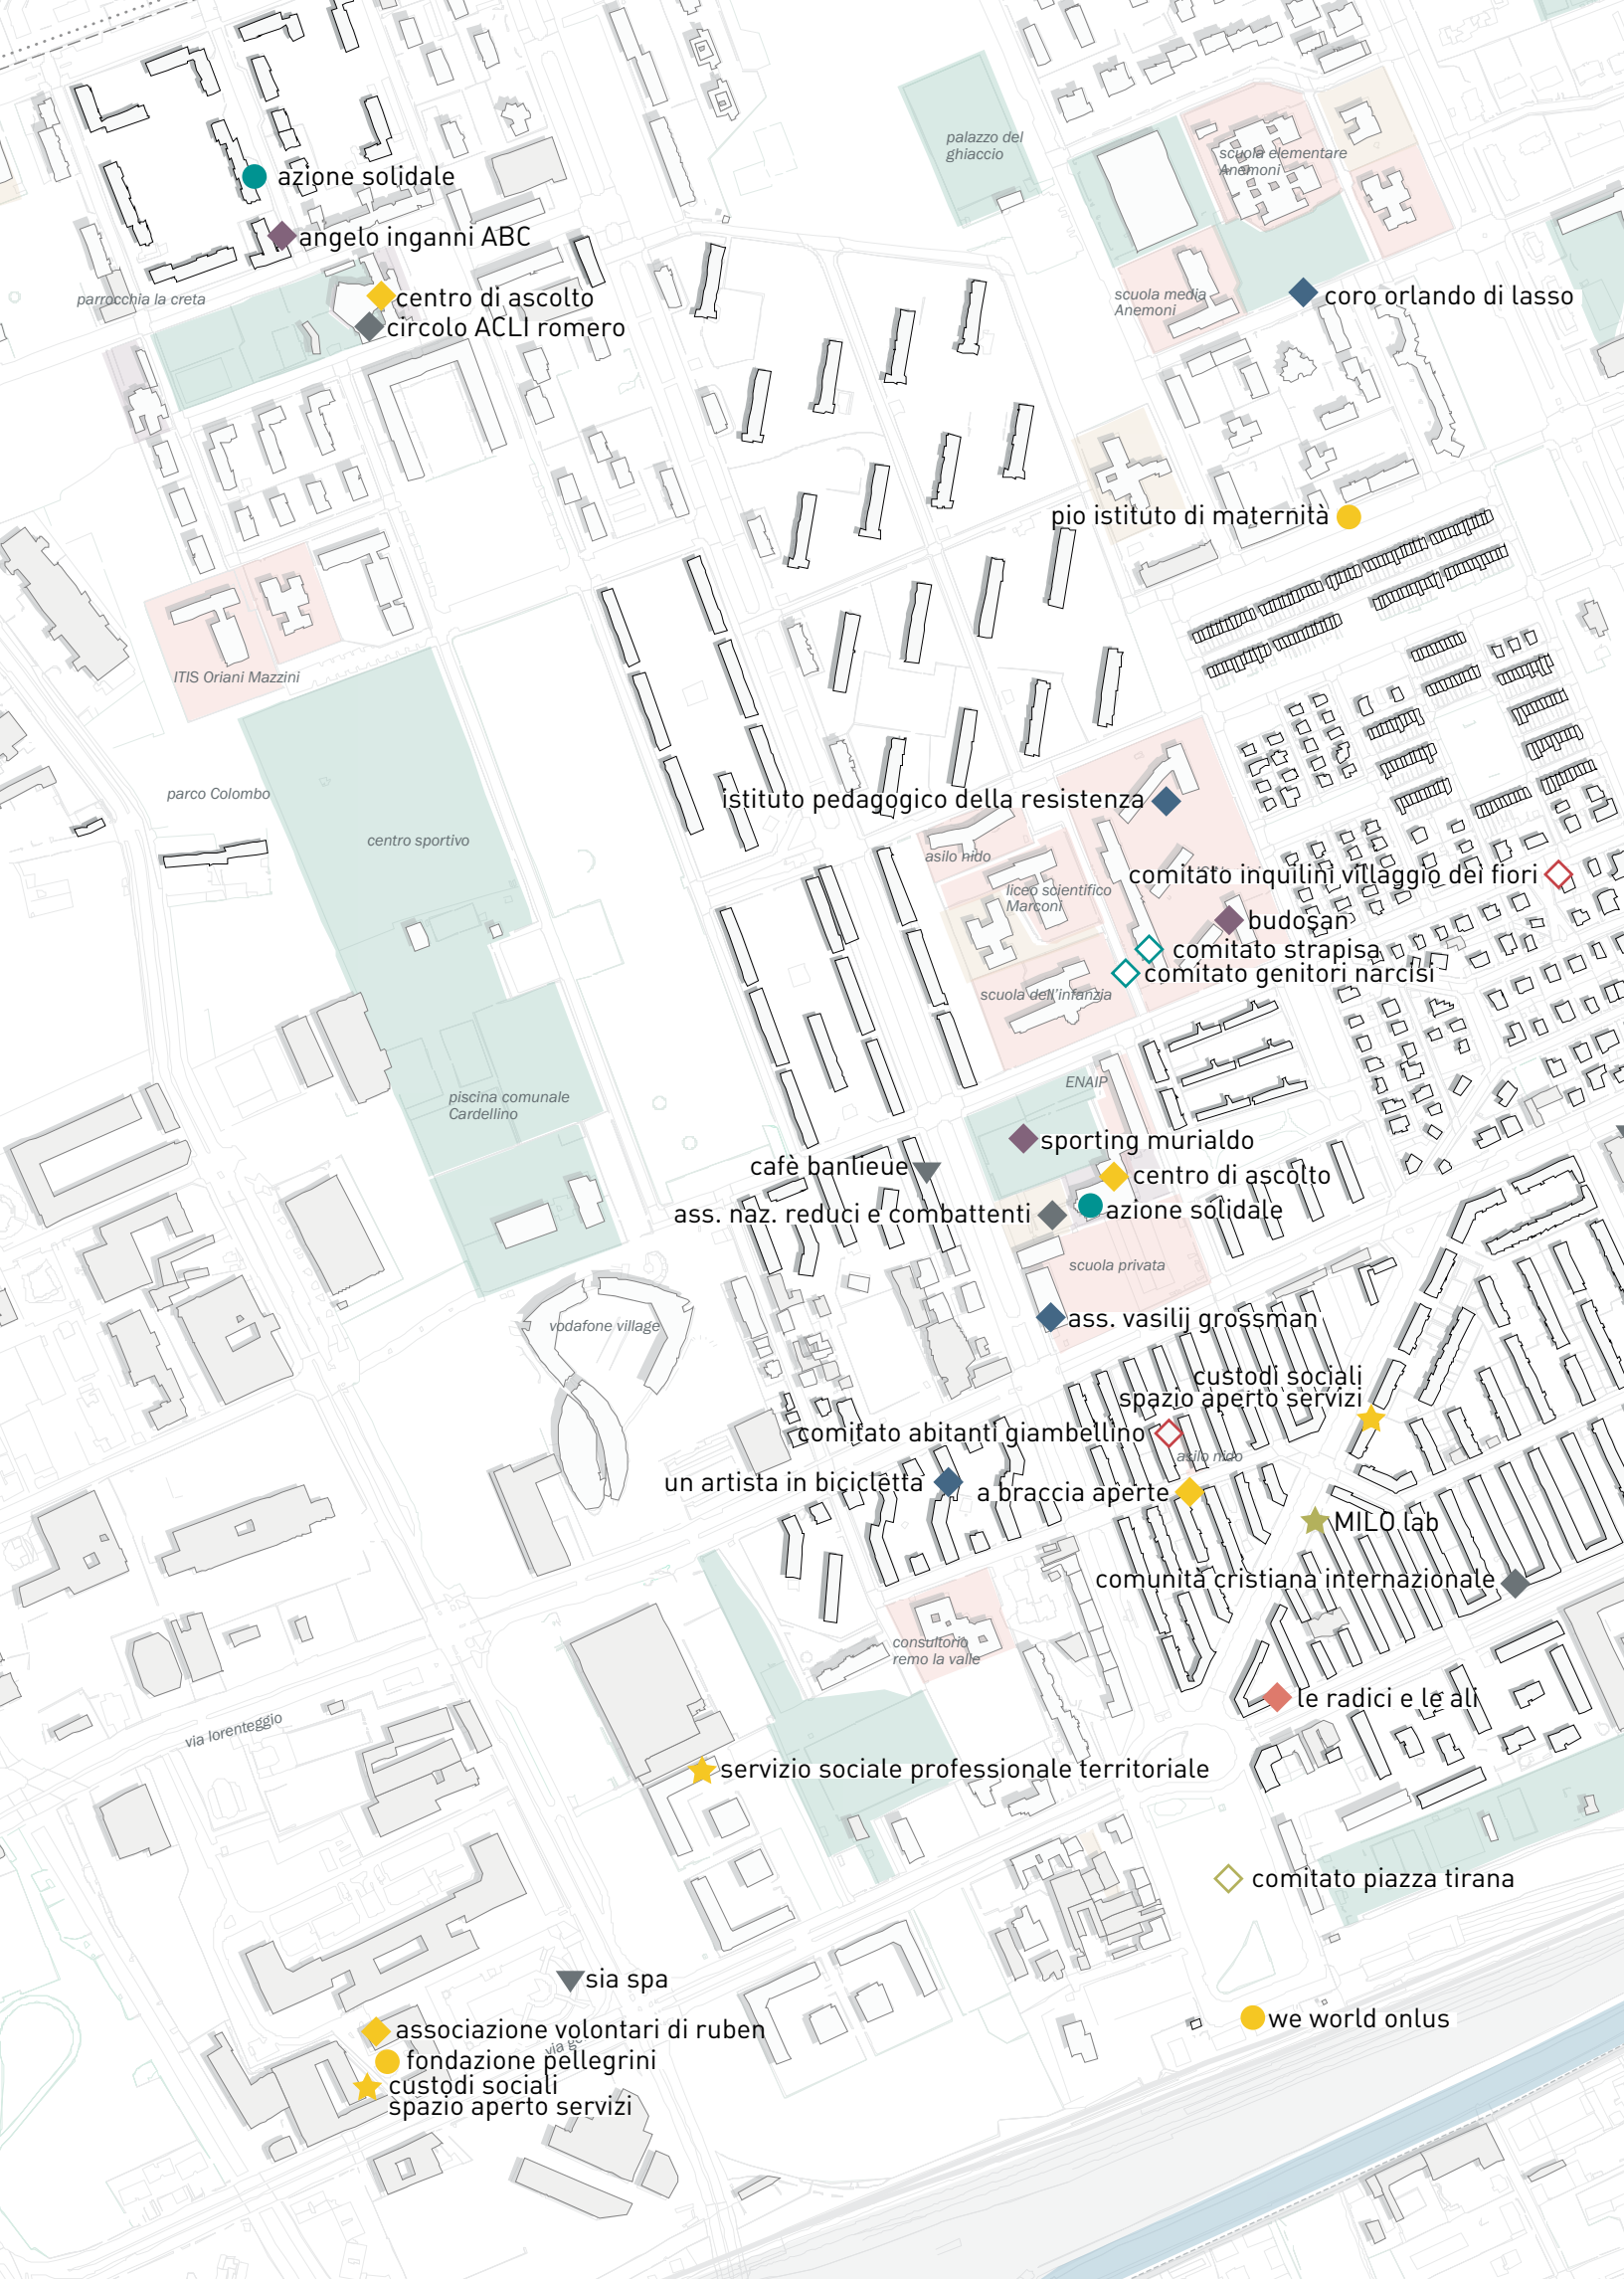 palazzo del
ghiaccio
scuola elementare
Anemoni
azione solidale
angelo inganni ABC
parrocchia la creta
centro di ascolto
circolo ACLI romero
scuola media
Anemoni
coro orlando di lasso
pio istituto di maternità
ITIS Oriani Mazzini
parco Colombo
centro sportivo
istituto pedagogico della resistenza
asilo nido
liceo scientifico
Marconi
comitato inquilini villaggio dei fiori
budosan
comitato strapisa
comitato genitori narcisi
scuola dell'infanzia
ENAIP
piscina comunale
Cardellino
sporting murialdo
cafè banlieue
centro di ascolto
ass. naz. reduci e combattenti
azione solidale
scuola privata
vodafone village
ass. vasilij grossman
custodi sociali
spazio aperto servizi
comitato abitanti giambellino
asilo nido
un artista in bicicletta
a braccia aperte
MILO lab
comunità cristiana internazionale
consultorio
remo la valle
le radici e le ali
via lorenteggio
servizio sociale professionale territoriale
comitato piazza tirana
sia spa
we world onlus
associazione volontari di ruben
via
fondazione pellegrini
custodi sociali
spazio aperto servizi